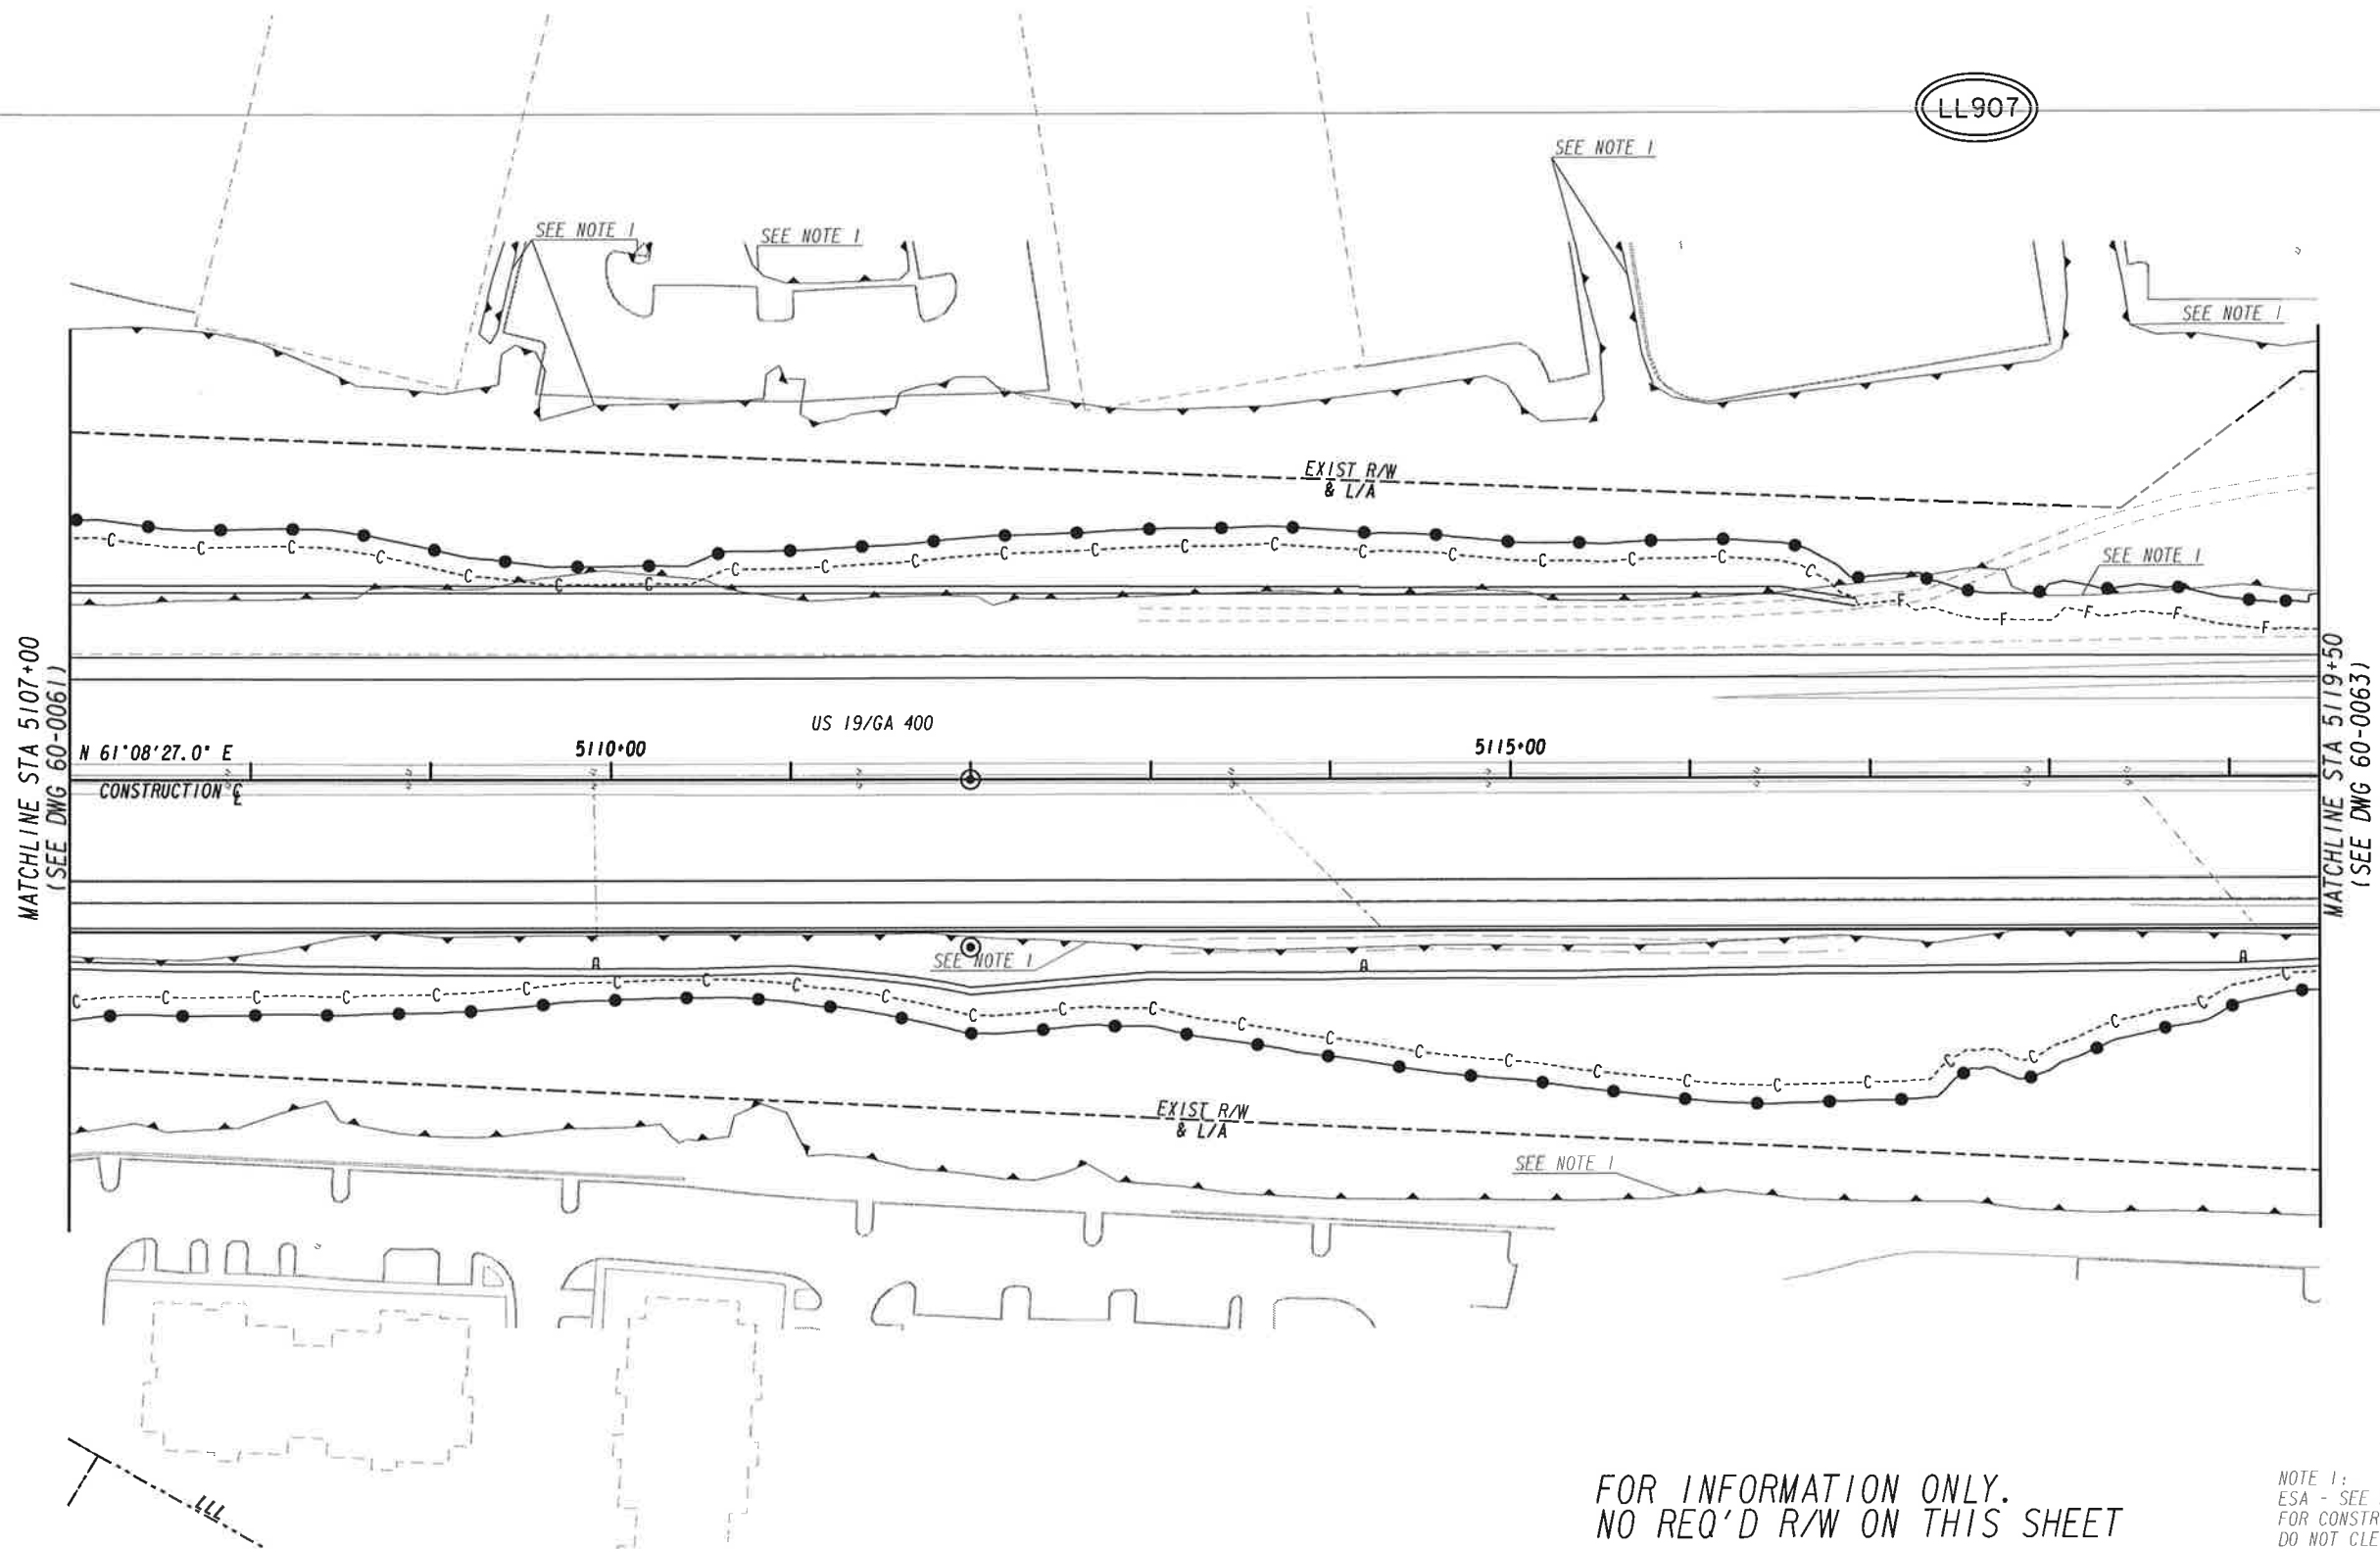 LL907
SEE NOTE 1
SEE NOTE 1
SEE NOTE 1
SEE NOTE 1
EXIST R/W
& L/A
SEE NOTE 1
C C C C C C C C C C C C C C C C C C C C
F F F F
MATCHLINE STA 5107+00
(SEE DWG 60-0061)
MATCHLINE STA 5119+50
(SEE DWG 60-0063)
US 19/GA 400
N 61°08'27.0" E
5110+00
5115+00
CONSTRUCTION ℄
SEE NOTE 1
A A A
C C C C C C C C C C C C C C C C C C C C C C C C C C
EXIST R/W
& L/A
SEE NOTE 1
LLL
FOR INFORMATION ONLY.
NO REQ'D R/W ON THIS SHEET
NOTE 1:
ESA - SEE
FOR CONSTR
DO NOT CLE